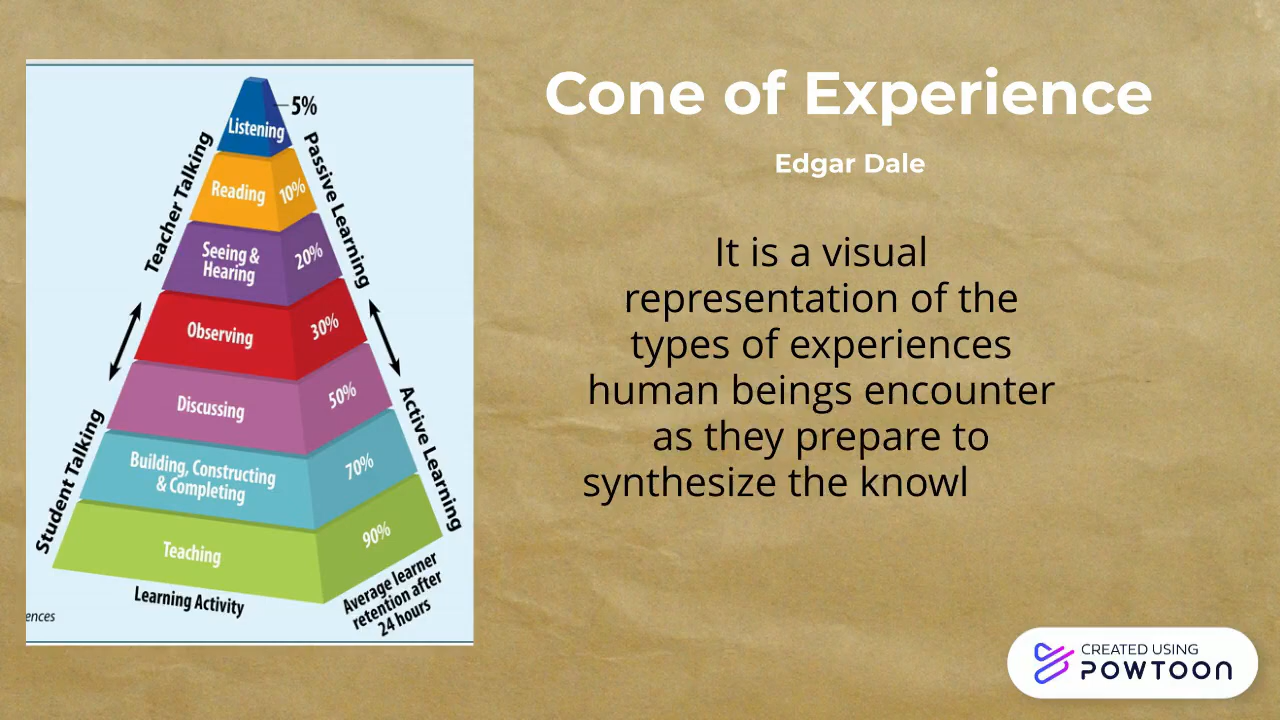 Cone of Experience
Edgar Dale
It is a visual
representation of the
types of experiences
human beings encounter
as they prepare to
synthesize the knowl
5%
Listening
Reading
10%
Seeing &
Hearing
20%
Observing
30%
Discussing
50%
Building, Constructing
& Completing
70%
Teaching
90%
Teacher Talking
Student Talking
Passive Learning
Active Learning
Learning Activity
Average learner
retention after
24 hours
ences
CREATED USING
POWTOON